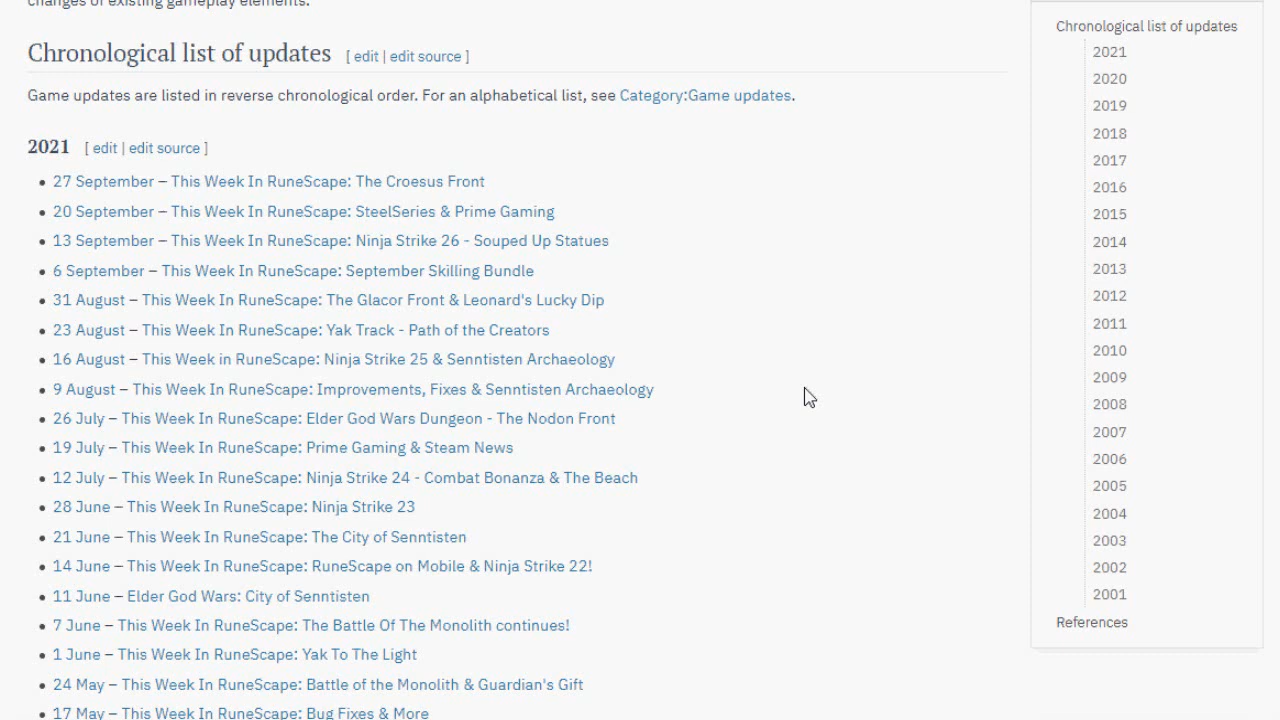 changes of existing gameplay elements.
Chronological list of updates [ edit | edit source ]
Game updates are listed in reverse chronological order. For an alphabetical list, see Category:Game updates.
2021 [ edit | edit source ]
27 September – This Week In RuneScape: The Croesus Front
20 September – This Week In RuneScape: SteelSeries & Prime Gaming
13 September – This Week In RuneScape: Ninja Strike 26 - Souped Up Statues
6 September – This Week In RuneScape: September Skilling Bundle
31 August – This Week In RuneScape: The Glacor Front & Leonard's Lucky Dip
23 August – This Week In RuneScape: Yak Track - Path of the Creators
16 August – This Week in RuneScape: Ninja Strike 25 & Senntisten Archaeology
9 August – This Week In RuneScape: Improvements, Fixes & Senntisten Archaeology
26 July – This Week In RuneScape: Elder God Wars Dungeon - The Nodon Front
19 July – This Week In RuneScape: Prime Gaming & Steam News
12 July – This Week In RuneScape: Ninja Strike 24 - Combat Bonanza & The Beach
28 June – This Week In RuneScape: Ninja Strike 23
21 June – This Week In RuneScape: The City of Senntisten
14 June – This Week In RuneScape: RuneScape on Mobile & Ninja Strike 22!
11 June – Elder God Wars: City of Senntisten
7 June – This Week In RuneScape: The Battle Of The Monolith continues!
1 June – This Week In RuneScape: Yak To The Light
24 May – This Week In RuneScape: Battle of the Monolith & Guardian's Gift
17 May – This Week In RuneScape: Bug Fixes & More
Chronological list of updates
2021
2020
2019
2018
2017
2016
2015
2014
2013
2012
2011
2010
2009
2008
2007
2006
2005
2004
2003
2002
2001
References